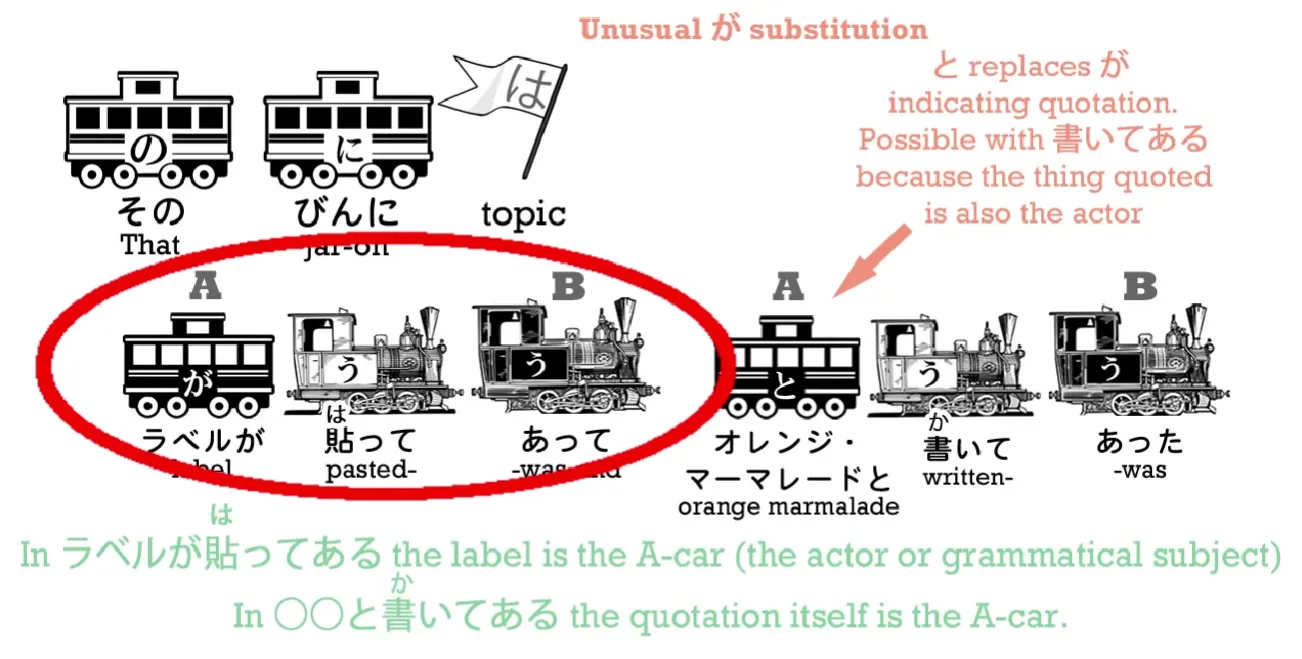 Unusual が substitution
と replaces が
indicating quotation.
Possible with 書いてある
because the thing quoted
is also the actor
は
の に
その びんに topic
That jar-on
A B A B
が う う と う う
は か
ラベルが 貼って あって オレンジ・ 書いて あった
マーマレードと
label pasted- -was-and written- -was
orange marmalade
は
In ラベルが貼ってある the label is the A-car (the actor or grammatical subject)
か
In 〇〇と書いてある the quotation itself is the A-car.